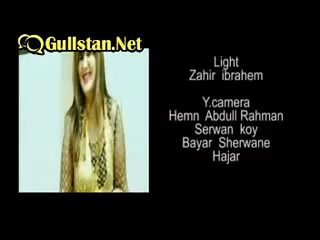 Gullstan.Net
Light
Zahir ibrahem
Y.camera
Hemn Abdull Rahman
Serwan koy
Bayar Sherwane
Hajar